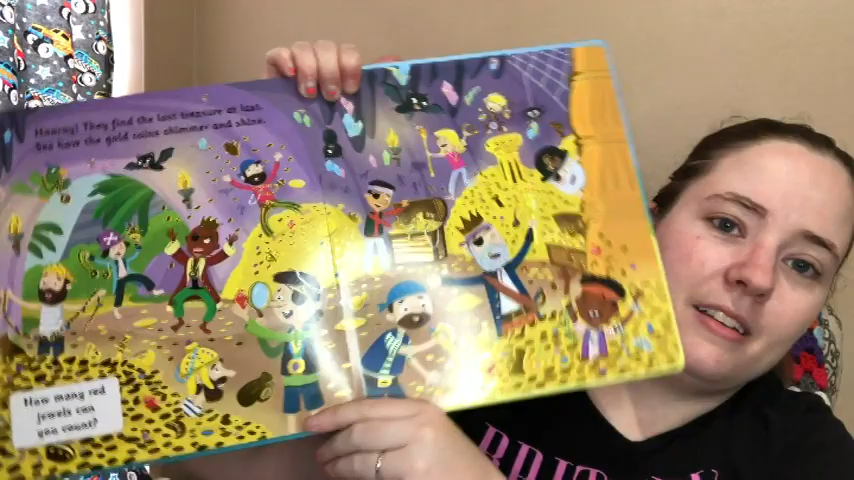 Hooray! They find the lost treasure at last.
See how the gold coins shimmer and shine.
How many red
jewels can
you count?